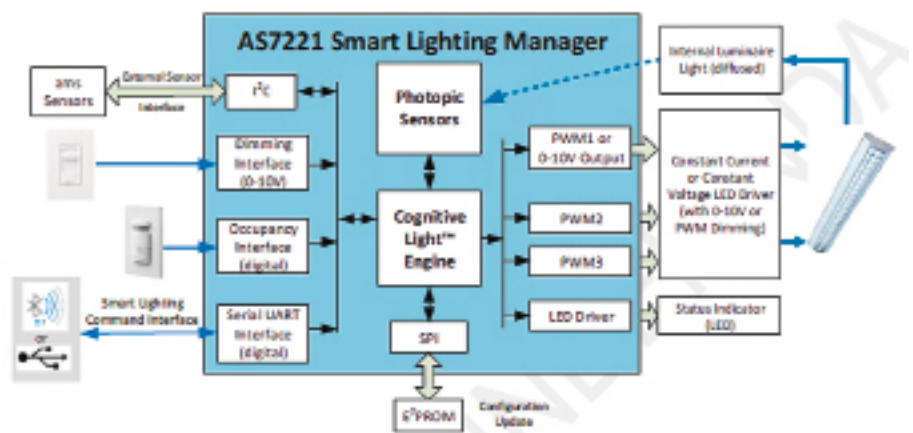 AS7221 Smart Lighting Manager
ams
Sensors
External Sensor
Interface
I²C
Photopic
Sensors
Internal Luminaire
Light (diffused)
Dimming
Interface
(0-10V)
PWM1 or
0-10V Output
Constant Current
or Constant
Voltage LED Driver
(with 0-10V or
PWM Dimming)
Occupancy
Interface
(digital)
Cognitive
Light™
Engine
PWM2
PWM3
Smart Lighting
Command Interface
or
Serial UART
Interface
(digital)
LED Driver
Status Indicator
(LED)
SPI
E²PROM
Configuration
Update